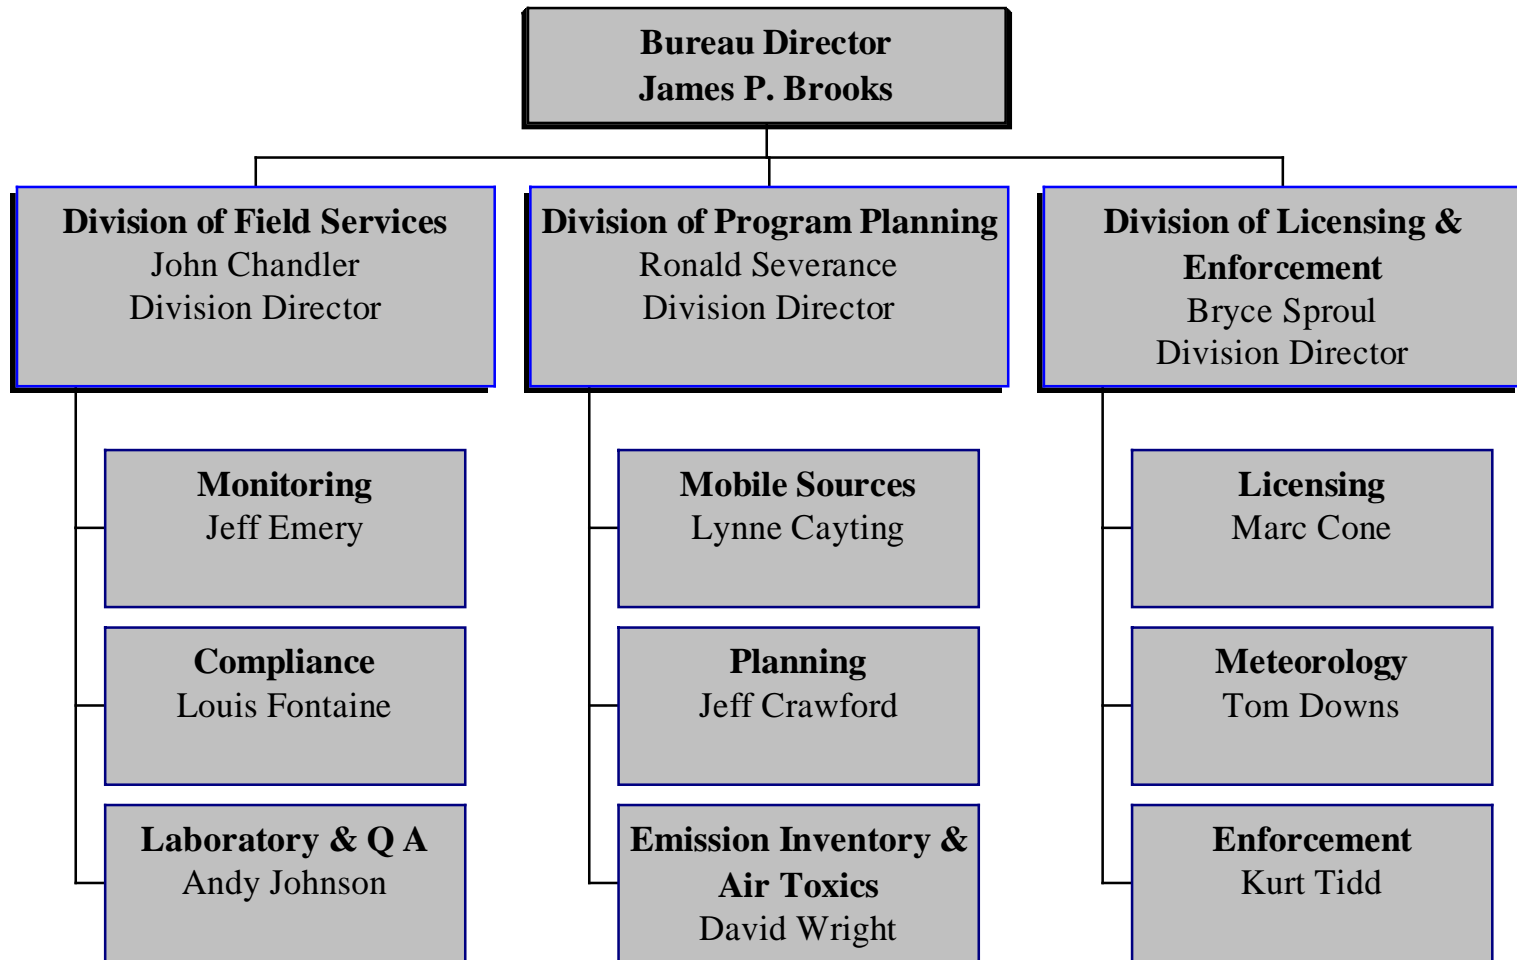 Bureau Director
James P. Brooks
Division of Field Services
John Chandler
Division Director
Division of Program Planning
Ronald Severance
Division Director
Division of Licensing &
Enforcement
Bryce Sproul
Division Director
Monitoring
Jeff Emery
Mobile Sources
Lynne Cayting
Licensing
Marc Cone
Compliance
Louis Fontaine
Planning
Jeff Crawford
Meteorology
Tom Downs
Laboratory & Q A
Andy Johnson
Emission Inventory &
Air Toxics
David Wright
Enforcement
Kurt Tidd